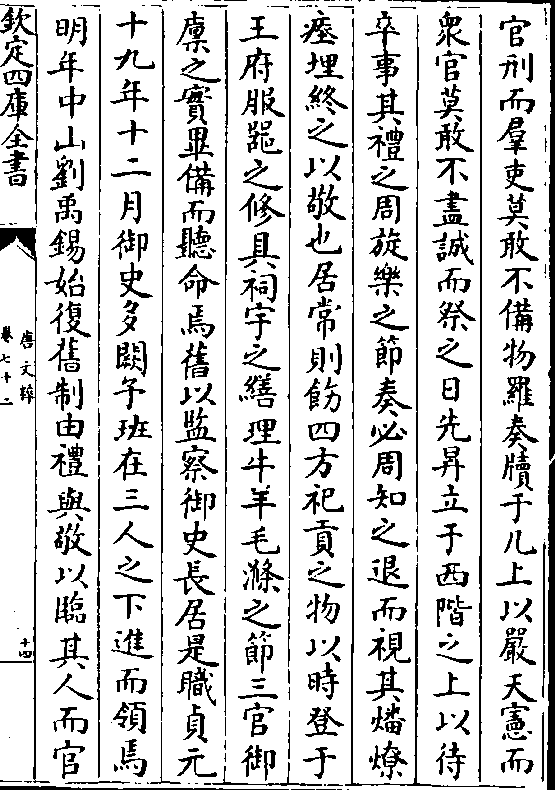 官刑而羣吏莫敢不備物羅奏牘于几上以嚴天憲而
衆官莫敢不盡誠而祭之日先昇立于西階之上以待
卒事其禮之周旋樂之節奏必周知之退而視其燔燎
瘞埋終之以敬也居常則飭四方祀貢之物以時登于
王府服器之修具祠宇之繕理牛羊毛滌之節三官御
廩之實畢備而聽命焉舊以監察御史長居是職貞元
十九年十二月御史多闕予班在三人之下進而領焉
明年中山劉禹錫始復舊制由禮與敬以臨其人而官
欽定四庫全書
唐文粹
卷七十二
十四